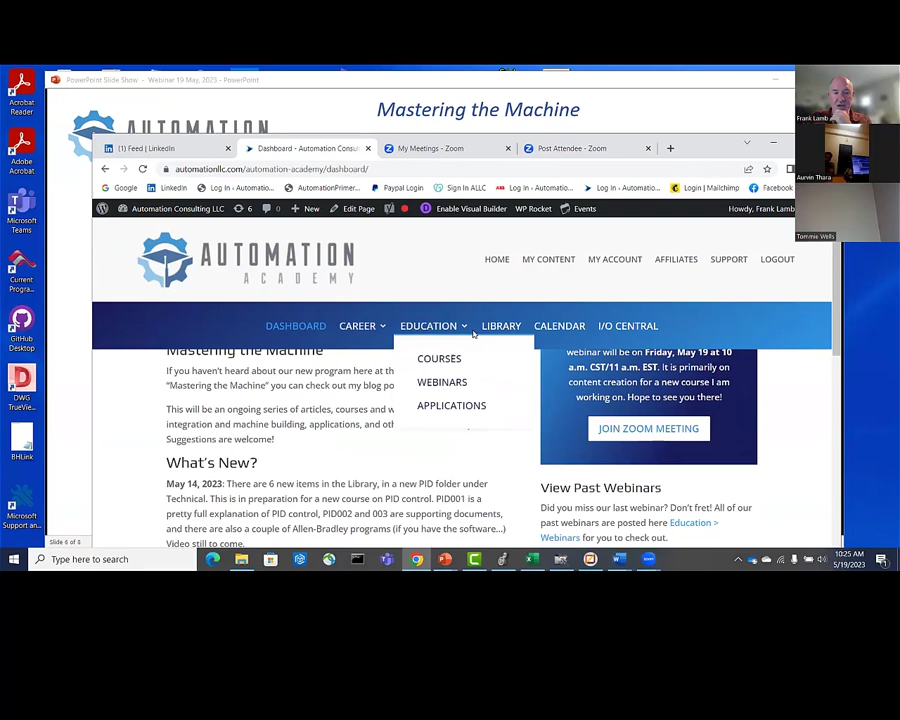 PowerPoint Slide Show - Webinar 19 May, 2023 - PowerPoint
Mastering the Machine
AUTOMATION
Frank Lamb
Aurvin Thara
Tommie Wells
Acrobat
Reader
Adobe
Acrobat
Microsoft
Teams
Current
Progra...
GitHub
Desktop
DWG
TrueVie...
BHLink
Microsoft
Support an...
(1) Feed | LinkedIn
Dashboard - Automation Consul
My Meetings - Zoom
Post Attendee - Zoom
automationllc.com/automation-academy/dashboard/
Google LinkedIn Log In ‹ Automatio... AutomationPrimer... Paypal Login Sign In ALLC Log In ‹ Automatio... Log In ‹ Automatio... Login | Mailchimp Facebook
Automation Consulting LLC 6 0 New Edit Page Enable Visual Builder WP Rocket Events Howdy, Frank Lamb
AUTOMATION
ACADEMY
HOME MY CONTENT MY ACCOUNT AFFILIATES SUPPORT LOGOUT
DASHBOARD CAREER EDUCATION LIBRARY CALENDAR I/O CENTRAL
COURSES
WEBINARS
APPLICATIONS
Mastering the Machine
If you haven't heard about our new program here at th
"Mastering the Machine" you can check out my blog po
This will be an ongoing series of articles, courses and w
integration and machine building, applications, and oth
Suggestions are welcome!
What's New?
May 14, 2023: There are 6 new items in the Library, in a new PID folder under
Technical. This is in preparation for a new course on PID control. PID001 is a
pretty full explanation of PID control, PID002 and 003 are supporting documents,
and there are also a couple of Allen-Bradley programs (if you have the software...)
Video still to come.
webinar will be on Friday, May 19 at 10
a.m. CST/11 a.m. EST. It is primarily on
content creation for a new course I am
working on. Hope to see you there!
JOIN ZOOM MEETING
View Past Webinars
Did you miss our last webinar? Don't fret! All of our
past webinars are posted here Education >
Webinars for you to check out.
Slide 6 of 8
Type here to search
10:25 AM
5/19/2023